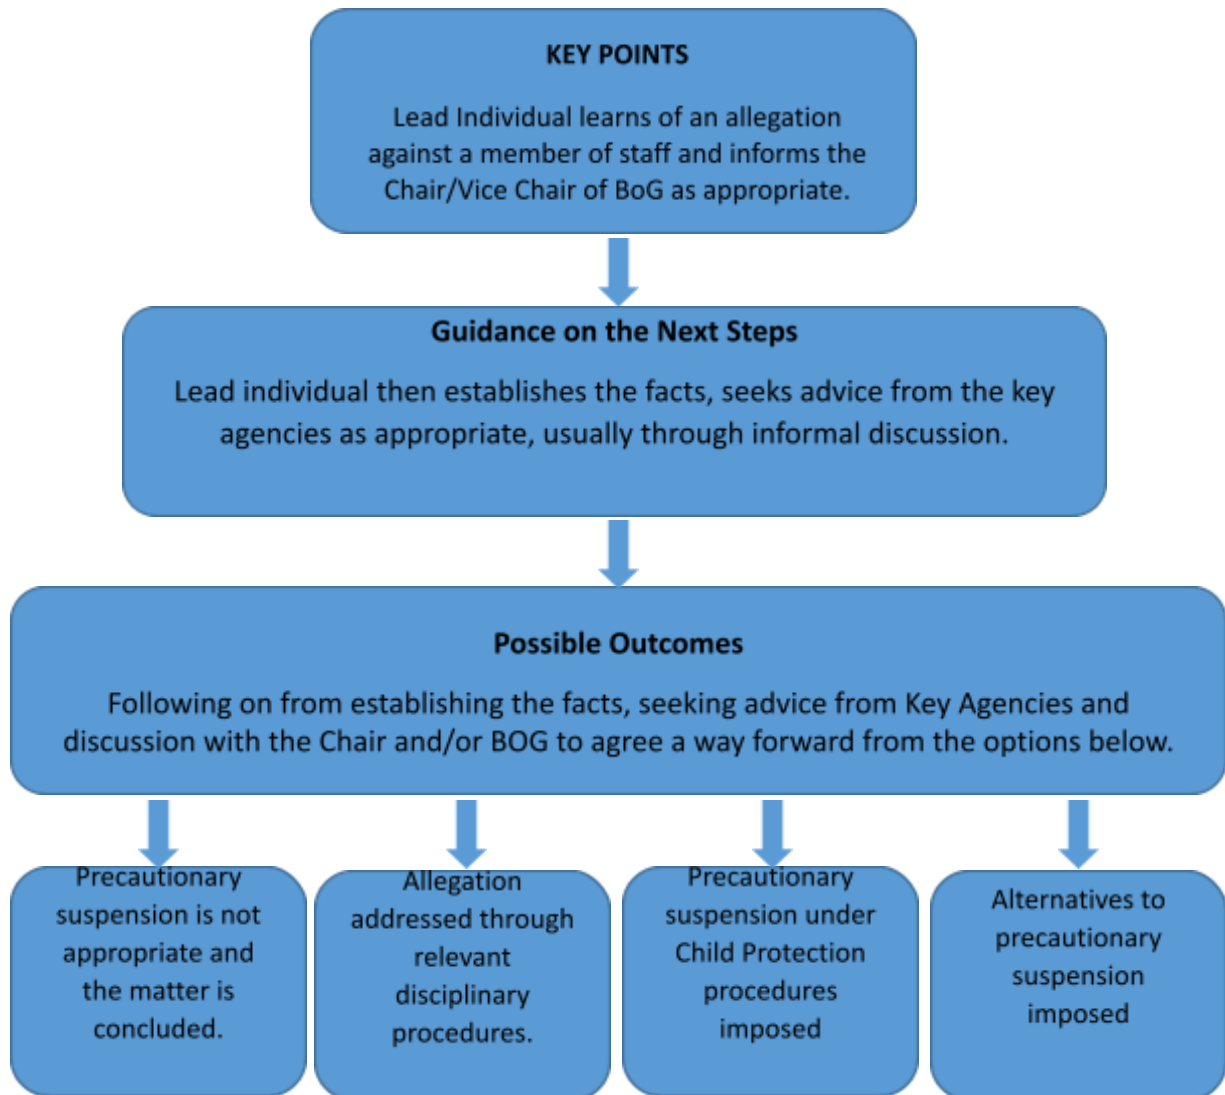 KEY POINTS
Lead Individual learns of an allegation
against a member of staff and informs the
Chair/Vice Chair of BoG as appropriate.
Guidance on the Next Steps
Lead individual then establishes the facts, seeks advice from the key
agencies as appropriate, usually through informal discussion.
Possible Outcomes
Following on from establishing the facts, seeking advice from Key Agencies and
discussion with the Chair and/or BOG to agree a way forward from the options below.
Precautionary
suspension is not
appropriate and
the matter is
concluded.
Allegation
addressed through
relevant
disciplinary
procedures.
Precautionary
suspension under
Child Protection
procedures
imposed
Alternatives to
precautionary
suspension
imposed